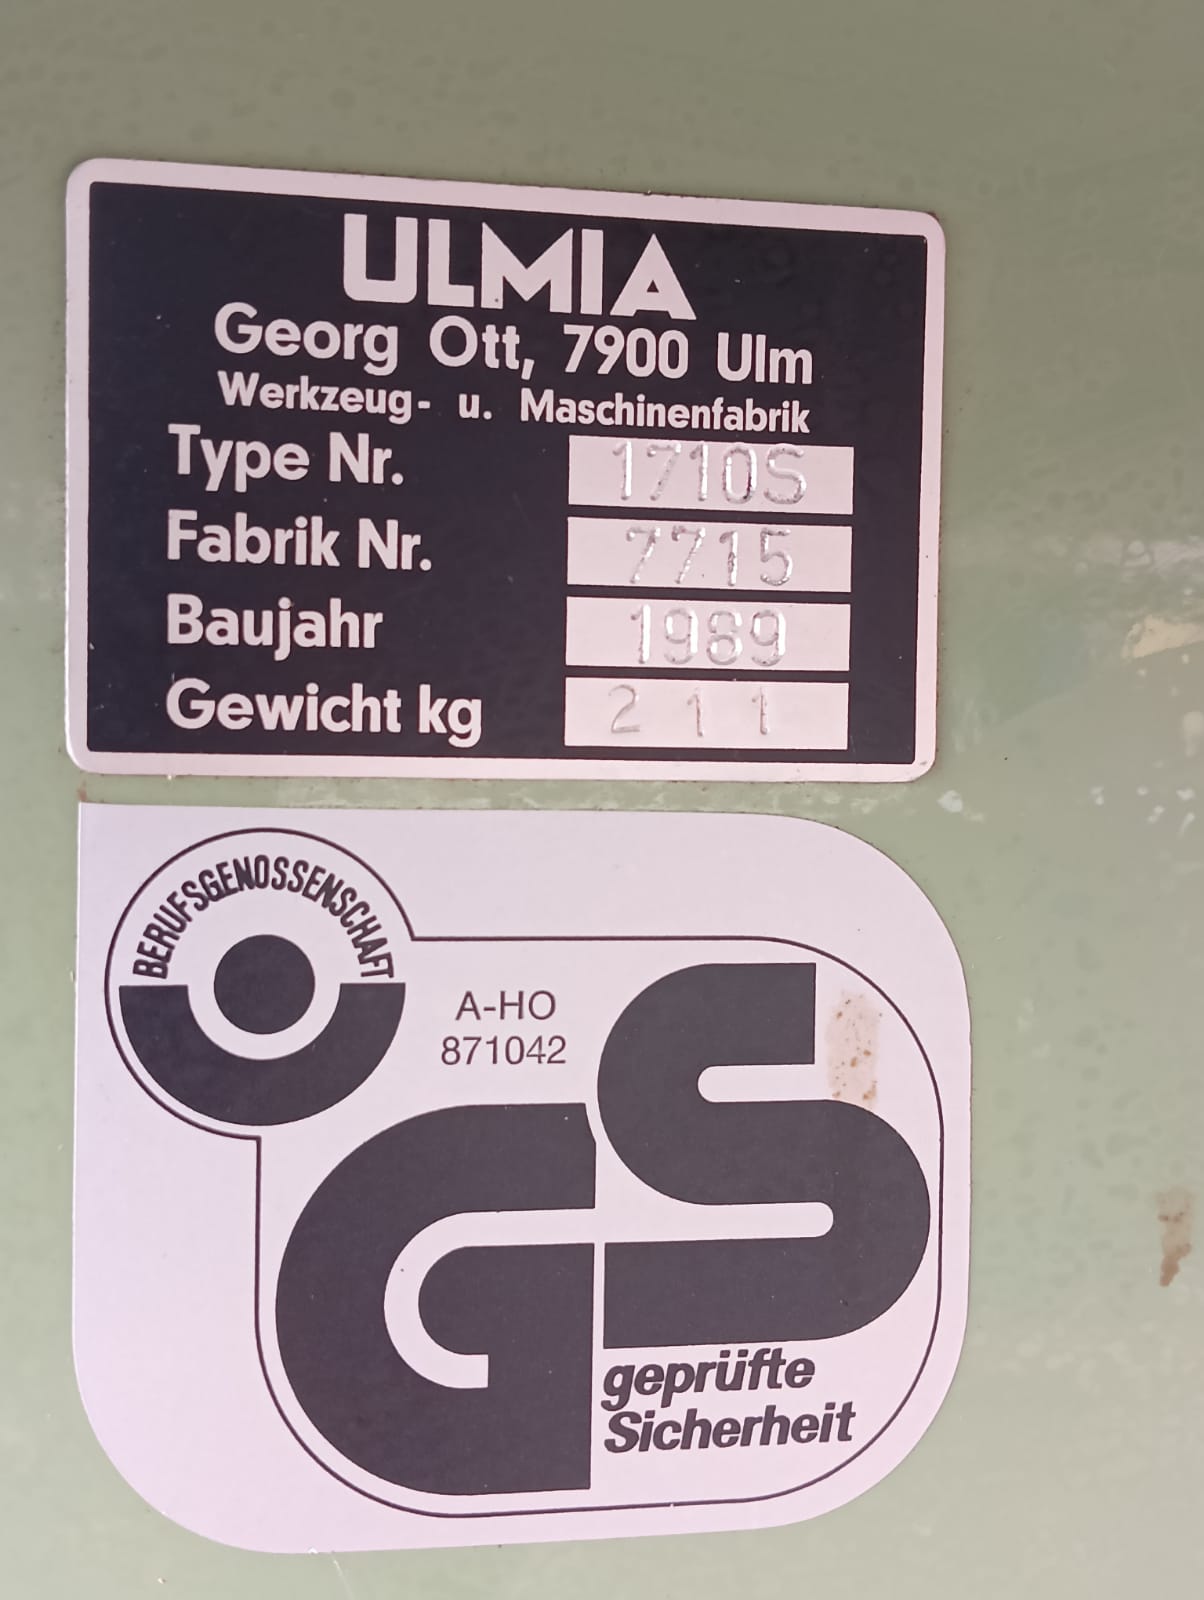 ULMIA
Georg Ott, 7900 Ulm
Werkzeug- u. Maschinenfabrik
Type Nr. 1710S
Fabrik Nr. 7715
Baujahr 1989
Gewicht kg 211
BERUFSGENOSSENSCHAFT
A-HO
871042
GS
geprüfte
Sicherheit